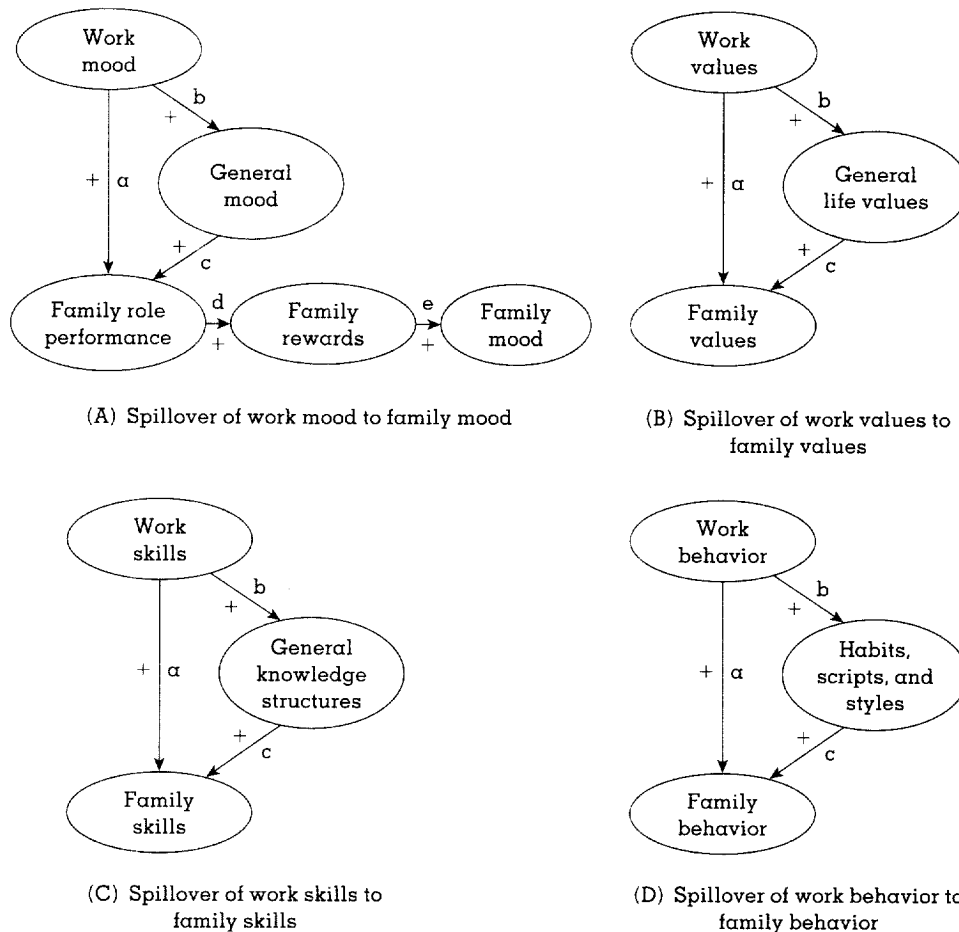 Work
mood
b
+
General
mood
+
a
+
c
Family role
performance
d
+
Family
rewards
e
+
Family
mood
(A) Spillover of work mood to family mood
Work
values
b
+
General
life values
+
a
+
c
Family
values
(B) Spillover of work values to
family values
Work
skills
b
+
General
knowledge
structures
+
a
+
c
Family
skills
(C) Spillover of work skills to
family skills
Work
behavior
b
+
Habits,
scripts, and
styles
+
a
+
c
Family
behavior
(D) Spillover of work behavior to
family behavior